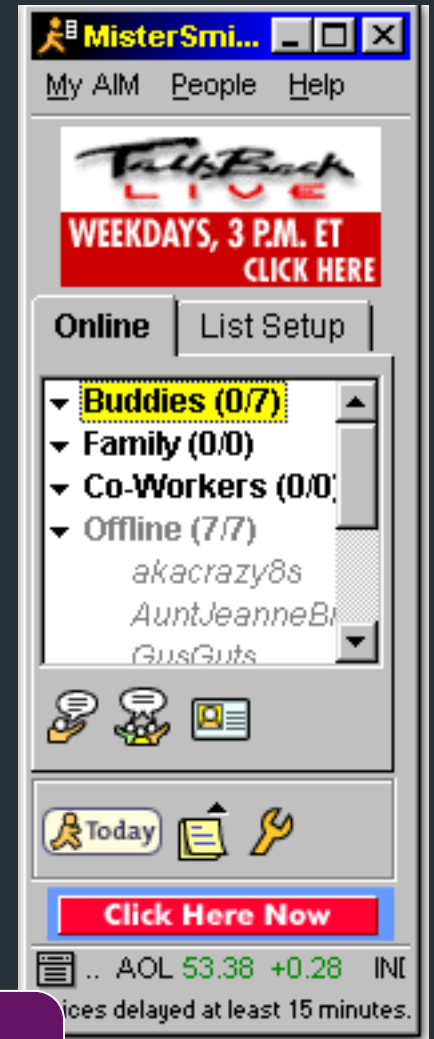 MisterSmi...
My AIM People Help
TalkBack
LIVE
WEEKDAYS, 3 P.M. ET
CLICK HERE
Online List Setup
Buddies (0/7)
Family (0/0)
Co-Workers (0/0)
Offline (7/7)
akacrazy8s
AuntJeanneBr
GusGuts
Today
Click Here Now
.. AOL 53.38 +0.28
delayed at least 15 minutes.